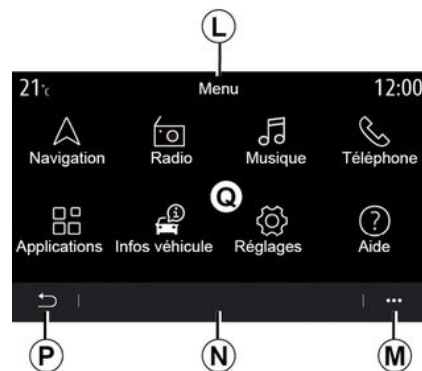 L
21°c Menu 12:00
Navigation Radio Musique Téléphone
Q
Applications Infos véhicule Réglages Aide
P N M